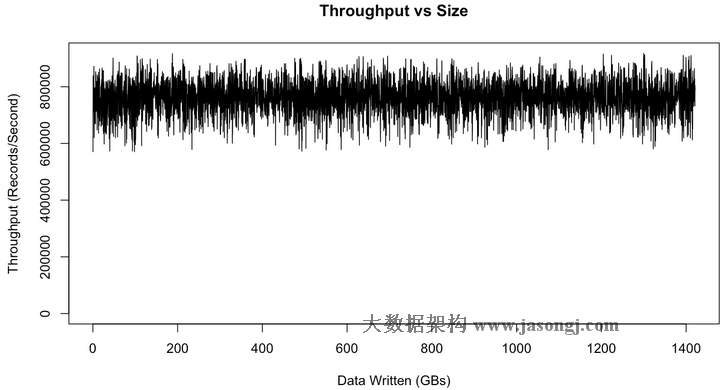 Throughput vs Size
Throughput (Records/Second)
800000
600000
400000
200000
0
0 200 400 600 800 1000 1200 1400
大数据架构 www.jasongj.com
Data Written (GBs)